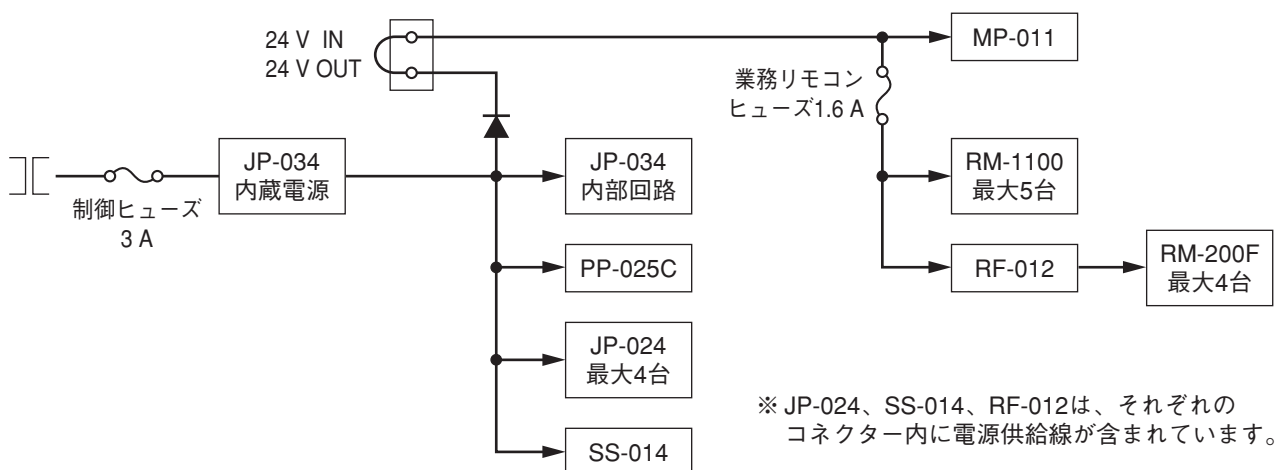 24 V IN
24 V OUT
MP-011
業務リモコン
ヒューズ1.6 A
JP-034
内蔵電源
JP-034
内部回路
RM-1100
最大5台
制御ヒューズ
3 A
PP-025C
RF-012
RM-200F
最大4台
JP-024
最大4台
※ JP-024、SS-014、RF-012は、それぞれの
コネクター内に電源供給線が含まれています。
SS-014